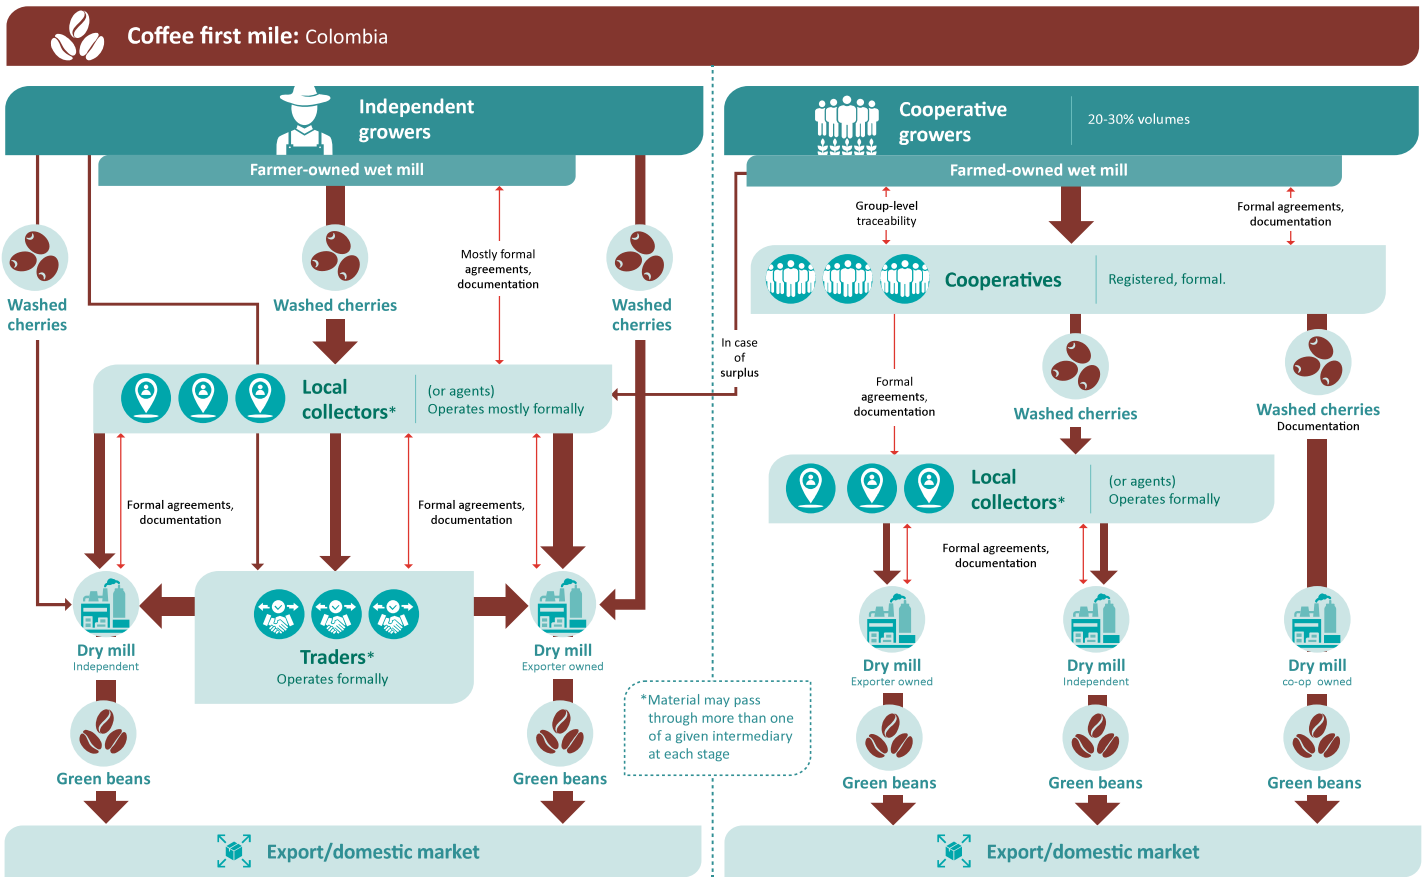 Coffee first mile: Colombia
Independent
growers
Farmer-owned wet mill
Washed
cherries
Washed cherries
Mostly formal
agreements,
documentation
Washed
cherries
Local
collectors*
(or agents)
Operates mostly formally
In case
of
surplus
Formal agreements,
documentation
Formal agreements,
documentation
Dry mill
Independent
Traders*
Operates formally
Dry mill
Exporter owned
Green beans
Green beans
Export/domestic market
*Material may pass
through more than one
of a given intermediary
at each stage
Cooperative
growers
20-30% volumes
Farmed-owned wet mill
Group-level
traceability
Formal agreements,
documentation
Cooperatives
Registered, formal.
Formal
agreements,
documentation
Washed cherries
Washed cherries
Documentation
Local
collectors*
(or agents)
Operates formally
Formal agreements,
documentation
Dry mill
Exporter owned
Dry mill
Independent
Dry mill
co-op owned
Green beans
Green beans
Green beans
Export/domestic market